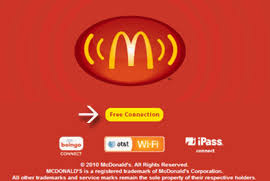 Free Connection
boingo
CONNECT
at&t Wi-Fi
iPass
connect
© 2010 McDonald's. All Rights Reserved.
MCDONALD'S is a registered trademark of McDonald's Corporation.
All other trademarks and service marks remain the sole property of their respective holders.